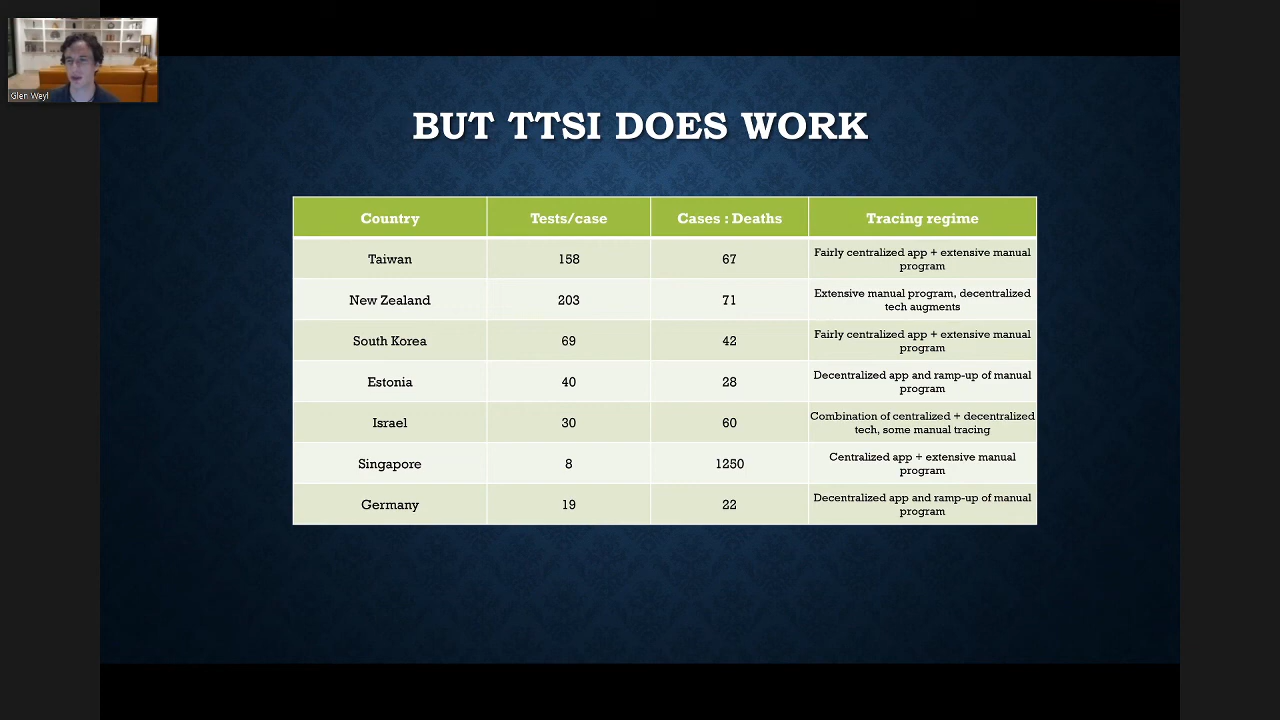 Glen Weyl
BUT TTSI DOES WORK
Country Tests/case Cases : Deaths Tracing regime
Taiwan 158 67 Fairly centralized app + extensive manual
program
New Zealand 203 71 Extensive manual program, decentralized
tech augments
South Korea 69 42 Fairly centralized app + extensive manual
program
Estonia 40 28 Decentralized app and ramp-up of manual
program
Israel 30 60 Combination of centralized + decentralized
tech, some manual tracing
Singapore 8 1250 Centralized app + extensive manual
program
Germany 19 22 Decentralized app and ramp-up of manual
program